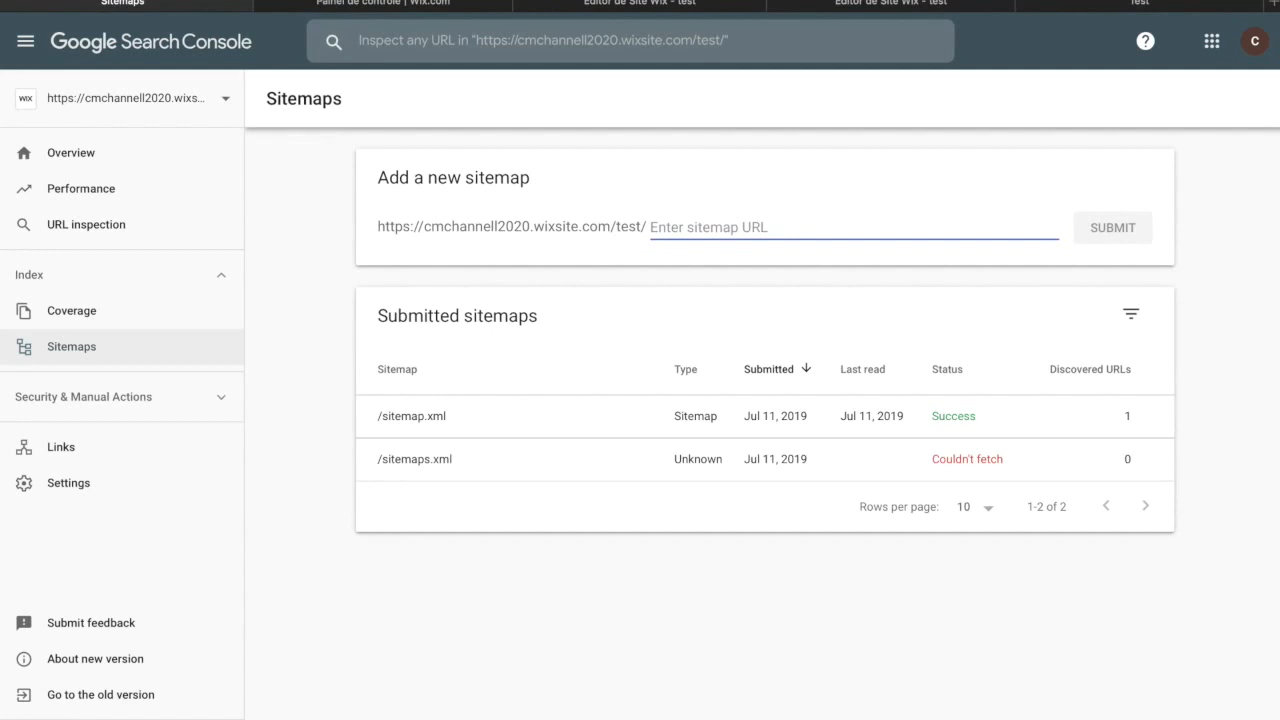 Sitemaps
Painel de controle | Wix.com
Editor de Site Wix - test
Editor de Site Wix - test
Test
Google Search Console
Inspect any URL in "https://cmchannell2020.wixsite.com/test/"
C
WIX
https://cmchannell2020.wixs...
Sitemaps
Overview
Performance
URL inspection
Index
Coverage
Sitemaps
Security & Manual Actions
Links
Settings
Submit feedback
About new version
Go to the old version
Add a new sitemap
https://cmchannell2020.wixsite.com/test/ Enter sitemap URL SUBMIT
Submitted sitemaps
Sitemap Type Submitted Last read Status Discovered URLs
/sitemap.xml Sitemap Jul 11, 2019 Jul 11, 2019 Success 1
/sitemaps.xml Unknown Jul 11, 2019 Couldn't fetch 0
Rows per page: 10 1-2 of 2